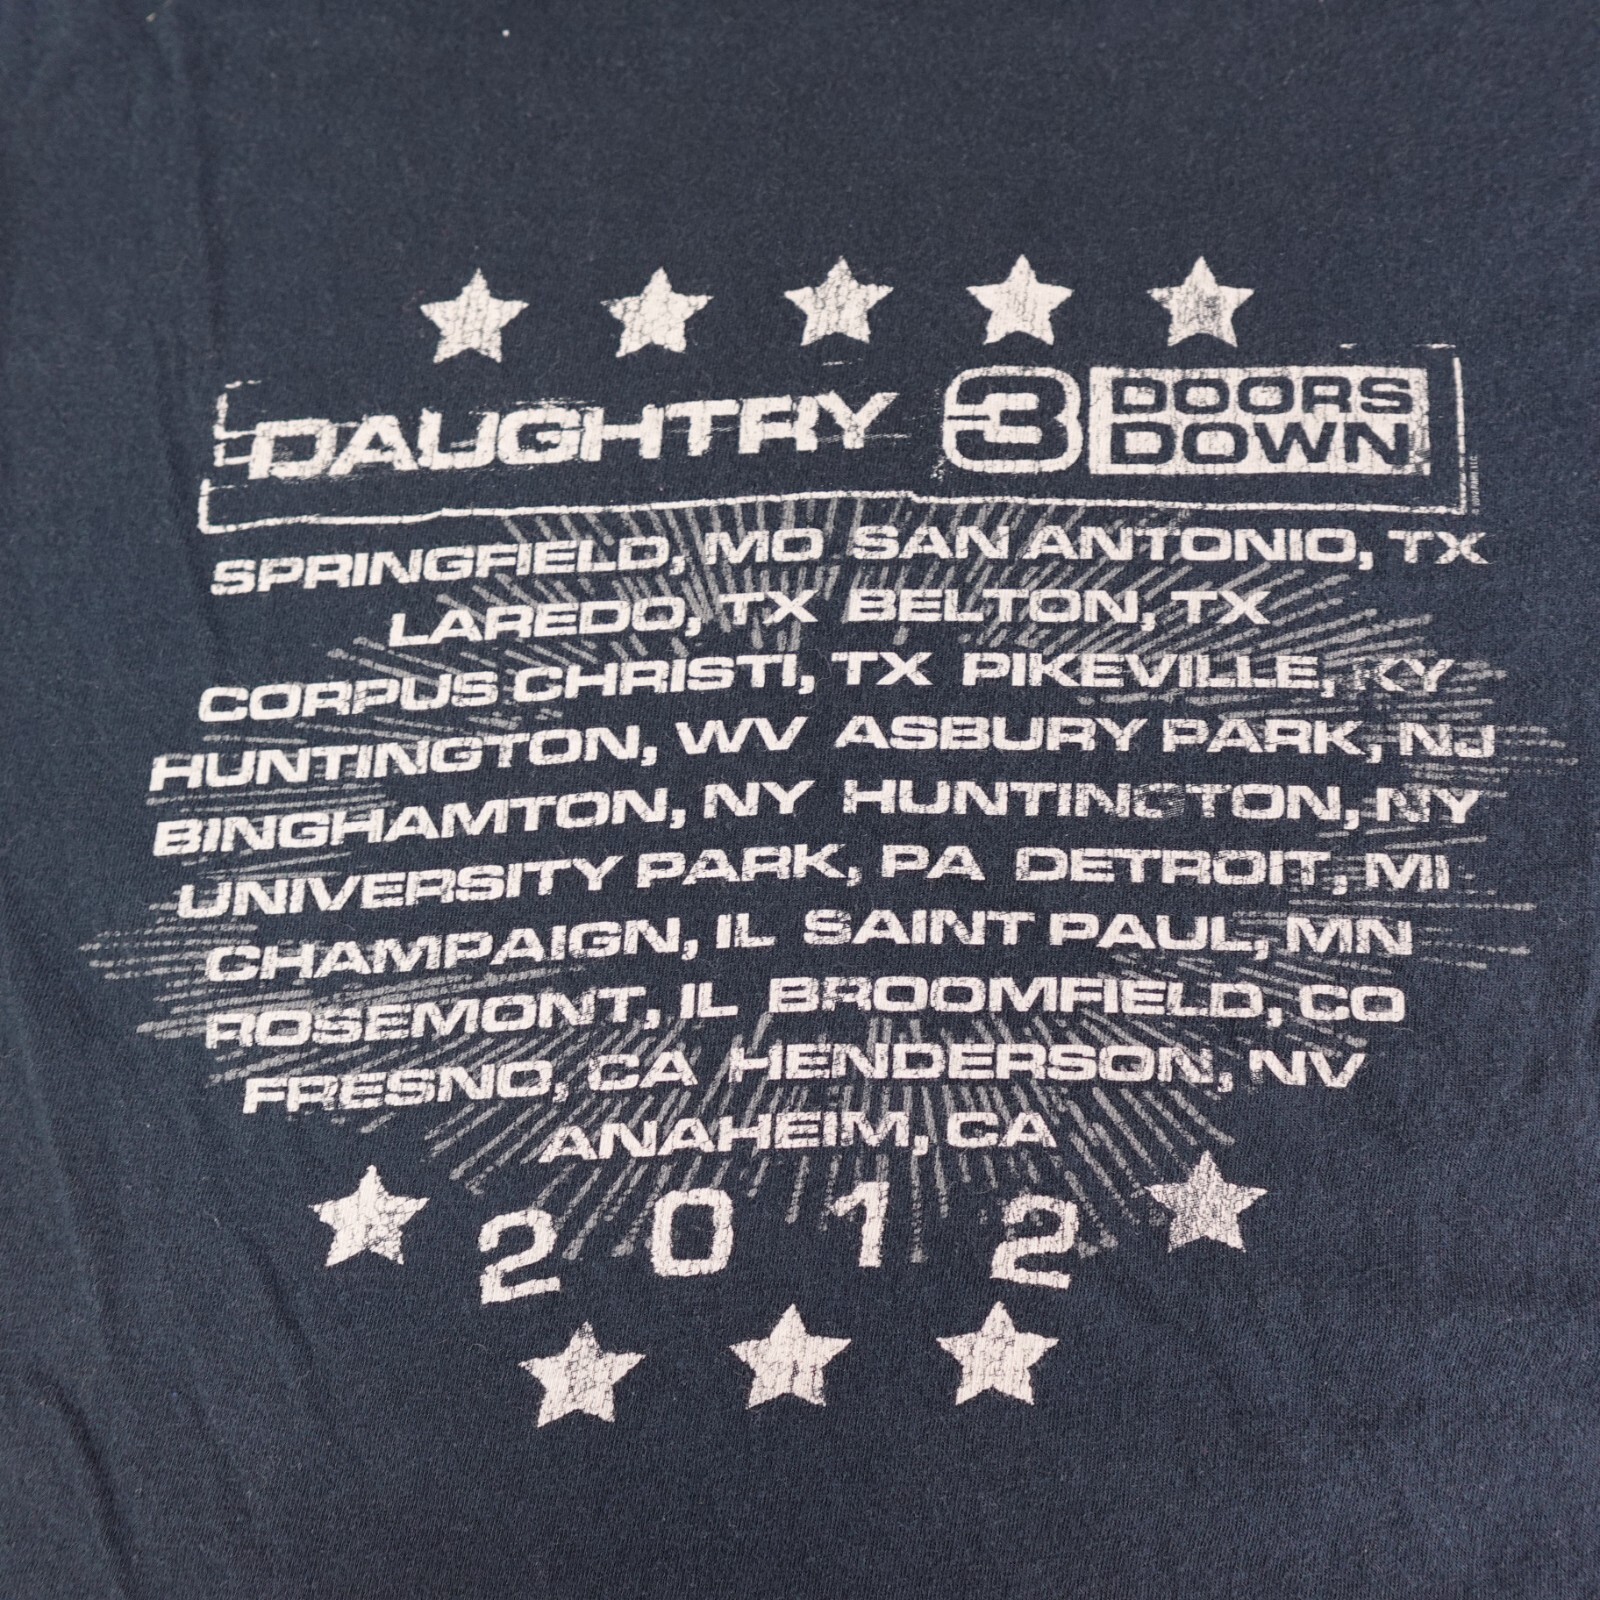 DAUGHTRY 3 DOORS DOWN
SPRINGFIELD, MO SAN ANTONIO, TX
LAREDO, TX BELTON, TX
CORPUS CHRISTI, TX PIKEVILLE, KY
HUNTINGTON, WV ASBURY PARK, NJ
BINGHAMTON, NY HUNTINGTON, NY
UNIVERSITY PARK, PA DETROIT, MI
CHAMPAIGN, IL SAINT PAUL, MN
ROSEMONT, IL BROOMFIELD, CO
FRESNO, CA HENDERSON, NV
ANAHEIM, CA
2012